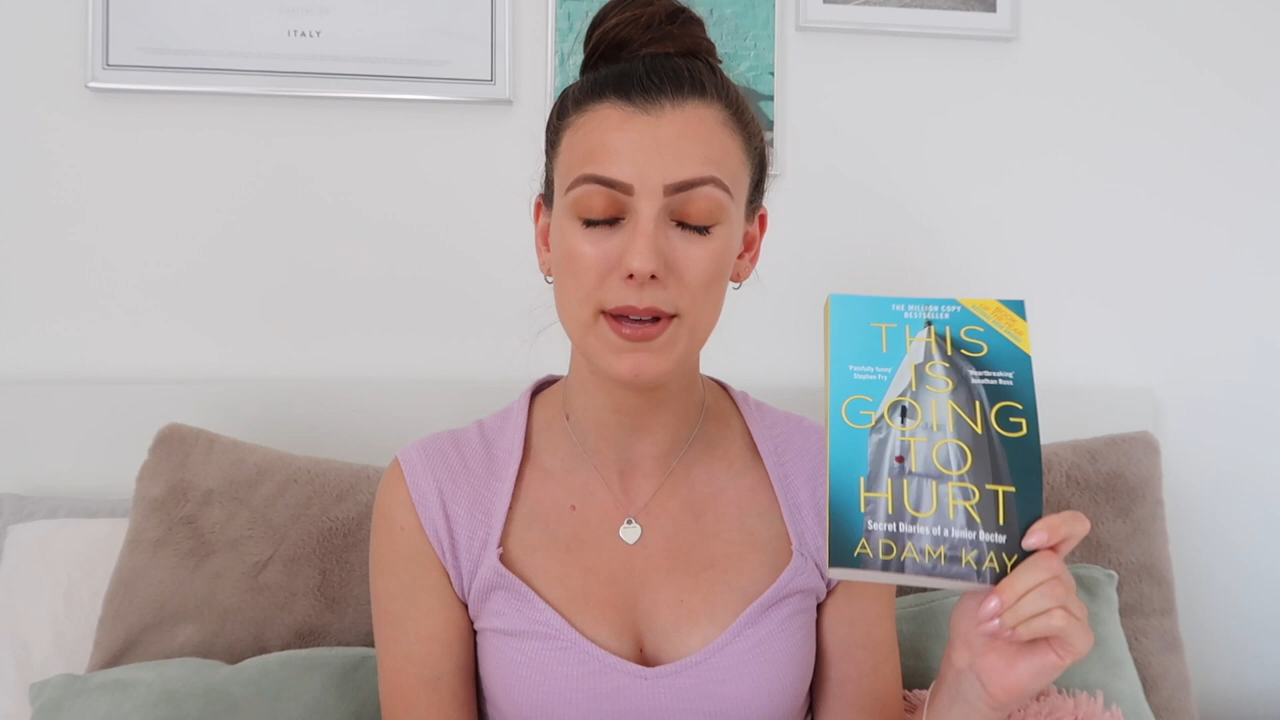 ITALY
THE MILLION COPY
BESTSELLER
THIS
IS
'Painfully funny'
Stephen Fry
'Heartbreaking'
Jonathan Ross
GOING
TO
HURT
Secret Diaries of a Junior Doctor
ADAM KAY